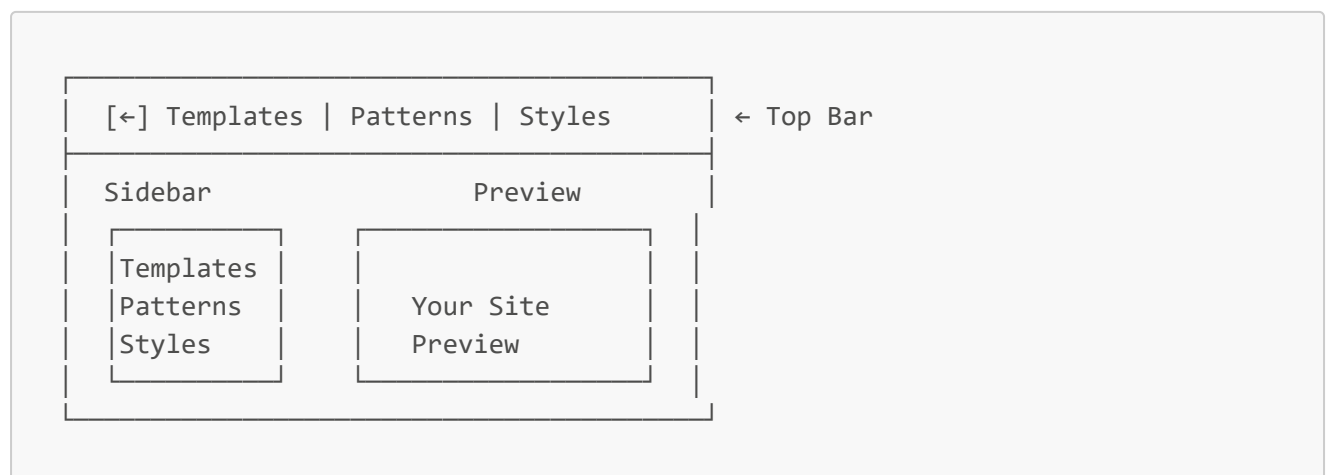 [←] Templates | Patterns | Styles ← Top Bar
Sidebar Preview
Templates
Patterns Your Site
Styles Preview